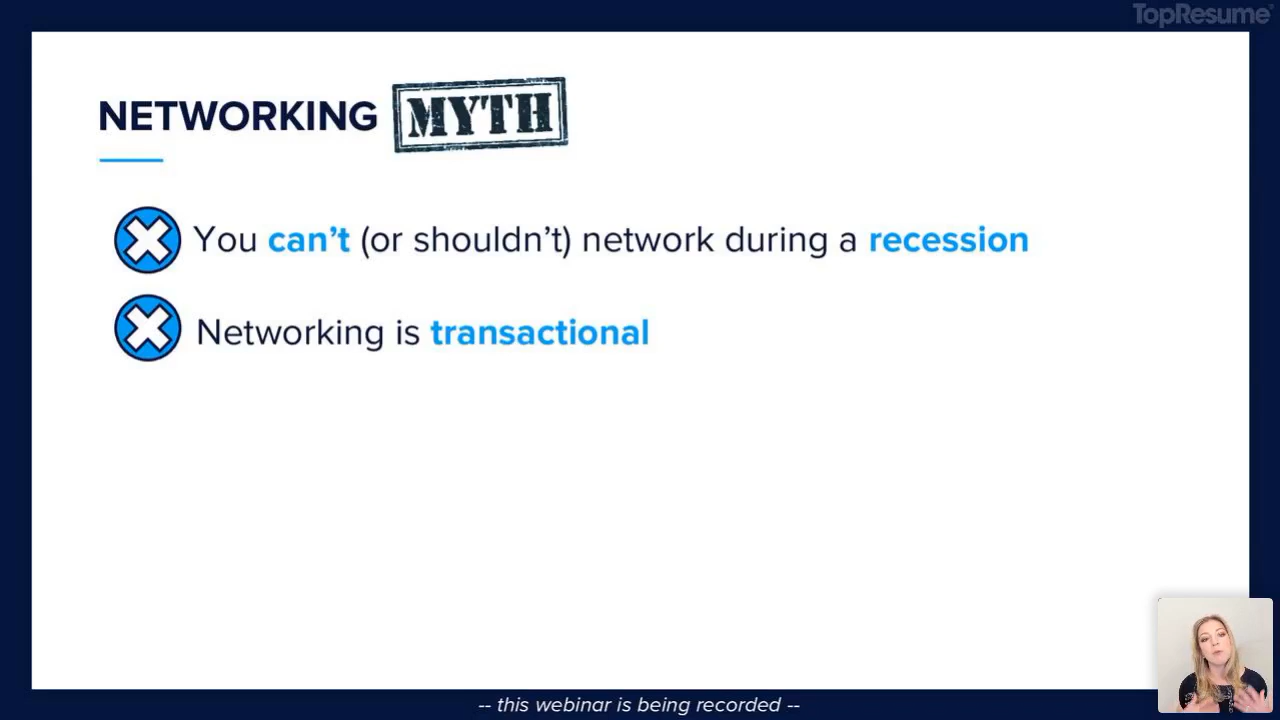 TopResume®
NETWORKING MYTH
You can’t (or shouldn’t) network during a recession
Networking is transactional
-- this webinar is being recorded --